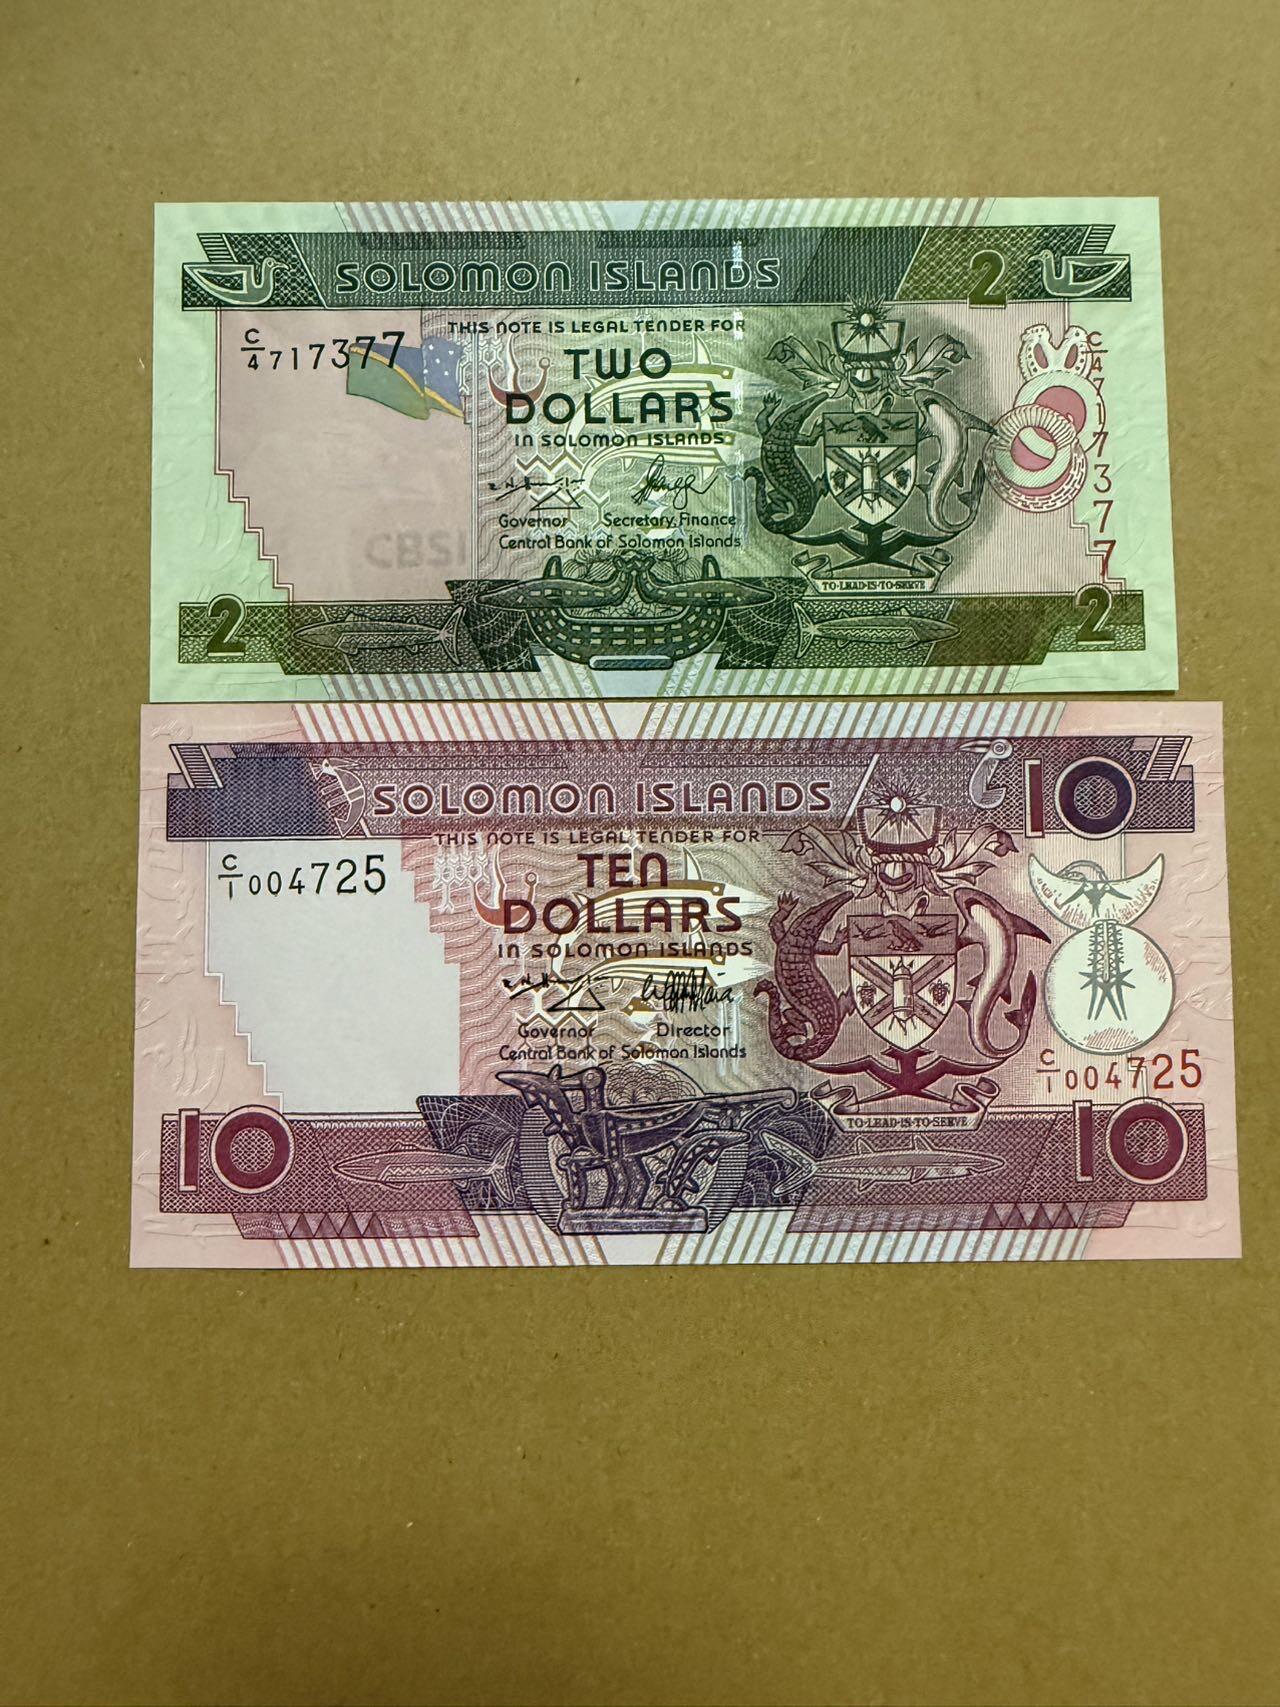 SOLOMON ISLANDS 2
C/4 717377
THIS NOTE IS LEGAL TENDER FOR
TWO
DOLLARS
IN SOLOMON ISLANDS
C/4 717377
Governor Secretary, Finance
Central Bank of Solomon Islands
CBSI
TO·LEAD·IS·TO·SERVE
2 2
SOLOMON ISLANDS 10
THIS NOTE IS LEGAL TENDER FOR
C/1 004725
TEN
DOLLARS
IN SOLOMON ISLANDS
Governor Director
Central Bank of Solomon Islands
C/1 004725
TO·LEAD·IS·TO·SERVE
10 10